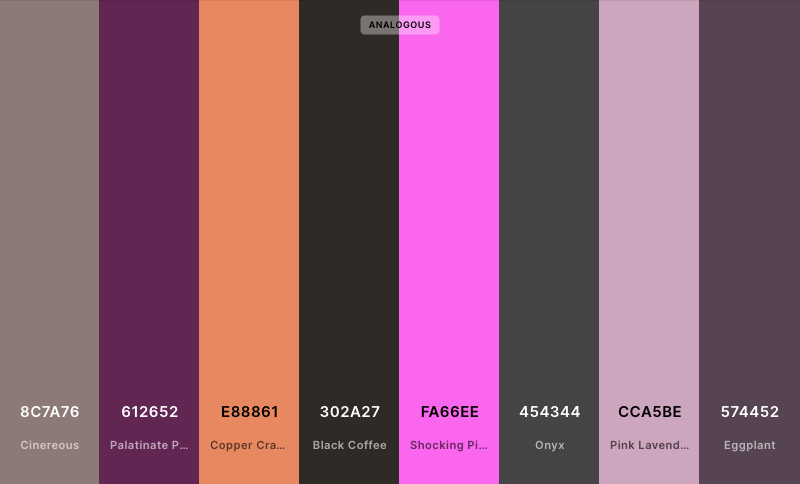 ANALOGOUS
8C7A76 612652 E88861 302A27 FA66EE 454344 CCA5BE 574452
Cinereous Palatinate P... Copper Cra... Black Coffee Shocking Pi... Onyx Pink Lavend... Eggplant